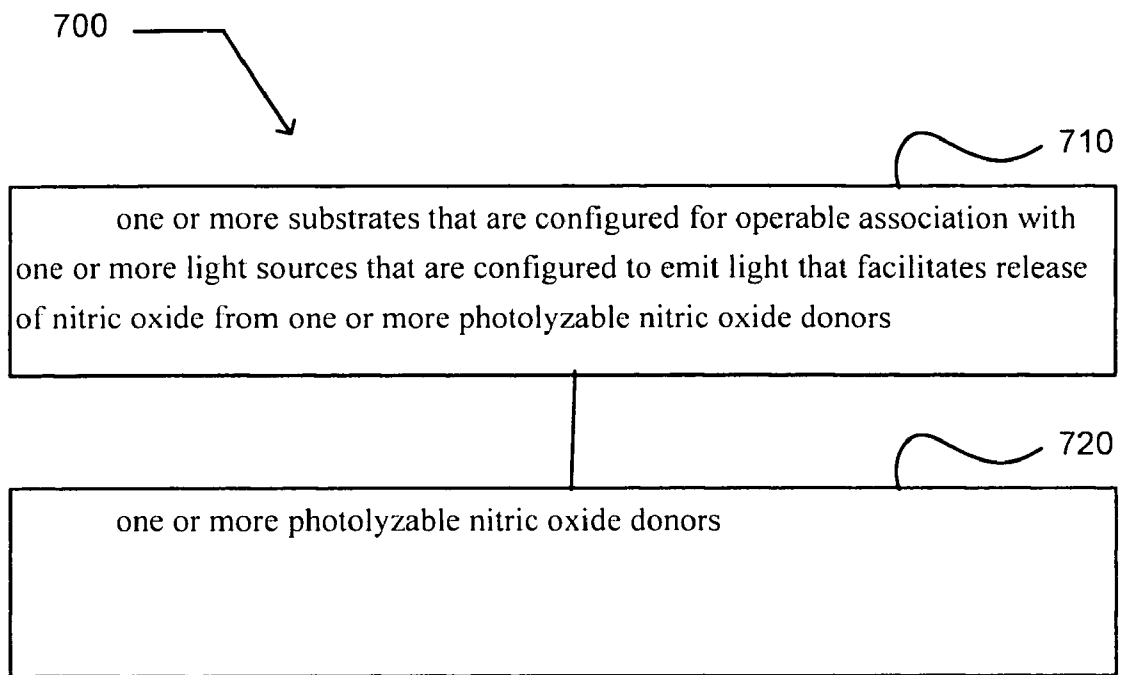 700
710
one or more substrates that are configured for operable association with
one or more light sources that are configured to emit light that facilitates release
of nitric oxide from one or more photolyzable nitric oxide donors
720
one or more photolyzable nitric oxide donors